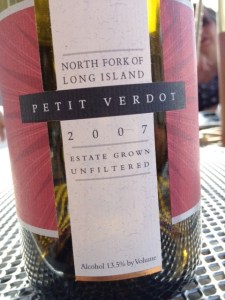 NORTH FORK OF
LONG ISLAND
PETIT VERDOT
2007
ESTATE GROWN
UNFILTERED
Alcohol 13.5% by Volume